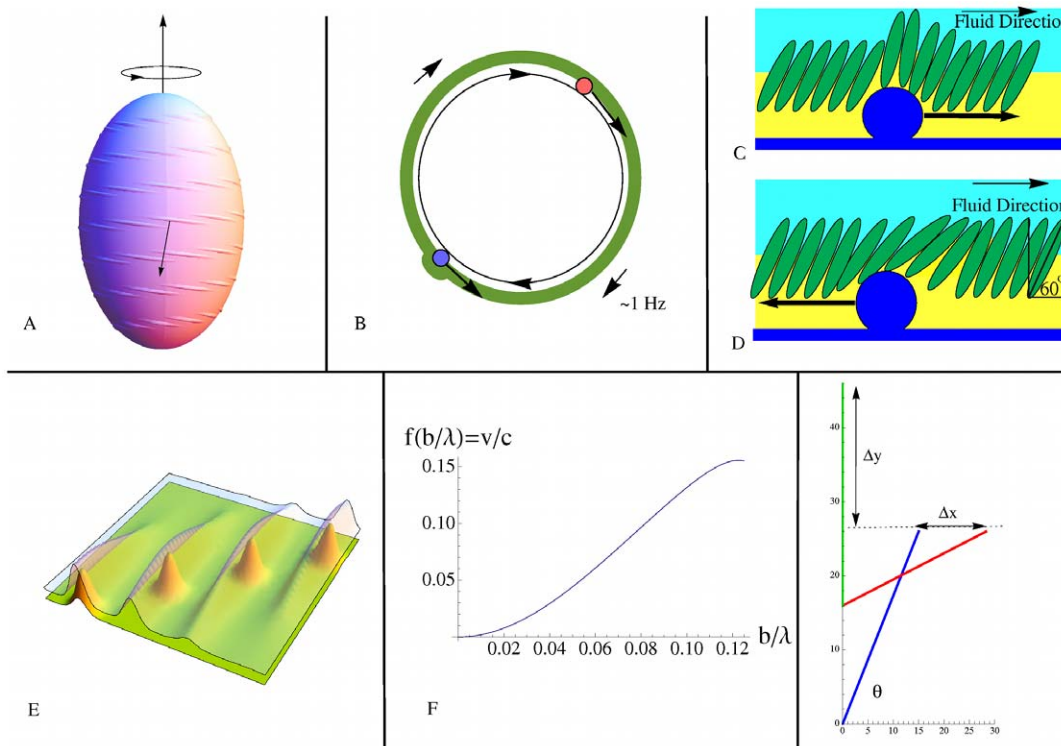 A
B
~1 Hz
Fluid Direction
C
Fluid Direction
60°
D
E
f(b/λ)=v/c
0.15
0.10
0.05
0.02 0.04 0.06 0.08 0.10 0.12
b/λ
F
40
30
20
10
0
Δy
Δx
θ
0 5 10 15 20 25 30